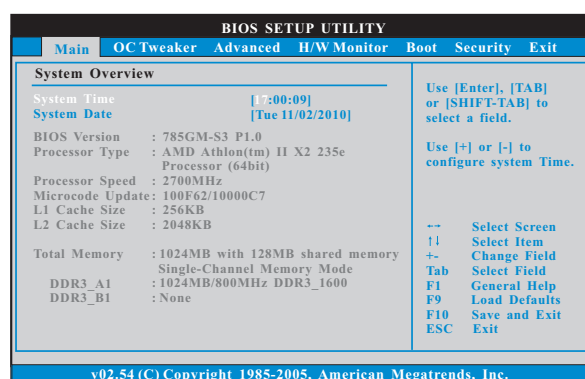 BIOS SETUP UTILITY
Main OC Tweaker Advanced H/W Monitor Boot Security Exit
System Overview
System Time [17:00:09]
System Date [Tue 11/02/2010]
BIOS Version : 785GM-S3 P1.0
Processor Type : AMD Athlon(tm) II X2 235e
Processor (64bit)
Processor Speed : 2700MHz
Microcode Update : 100F62/10000C7
L1 Cache Size : 256KB
L2 Cache Size : 2048KB
Total Memory : 1024MB with 128MB shared memory
Single-Channel Memory Mode
DDR3_A1 : 1024MB/800MHz DDR3_1600
DDR3_B1 : None
Use [Enter], [TAB]
or [SHIFT-TAB] to
select a field.
Use [+] or [-] to
configure system Time.
←→ Select Screen
↑↓ Select Item
+- Change Field
Tab Select Field
F1 General Help
F9 Load Defaults
F10 Save and Exit
ESC Exit
v02.54 (C) Copyright 1985-2005, American Megatrends, Inc.